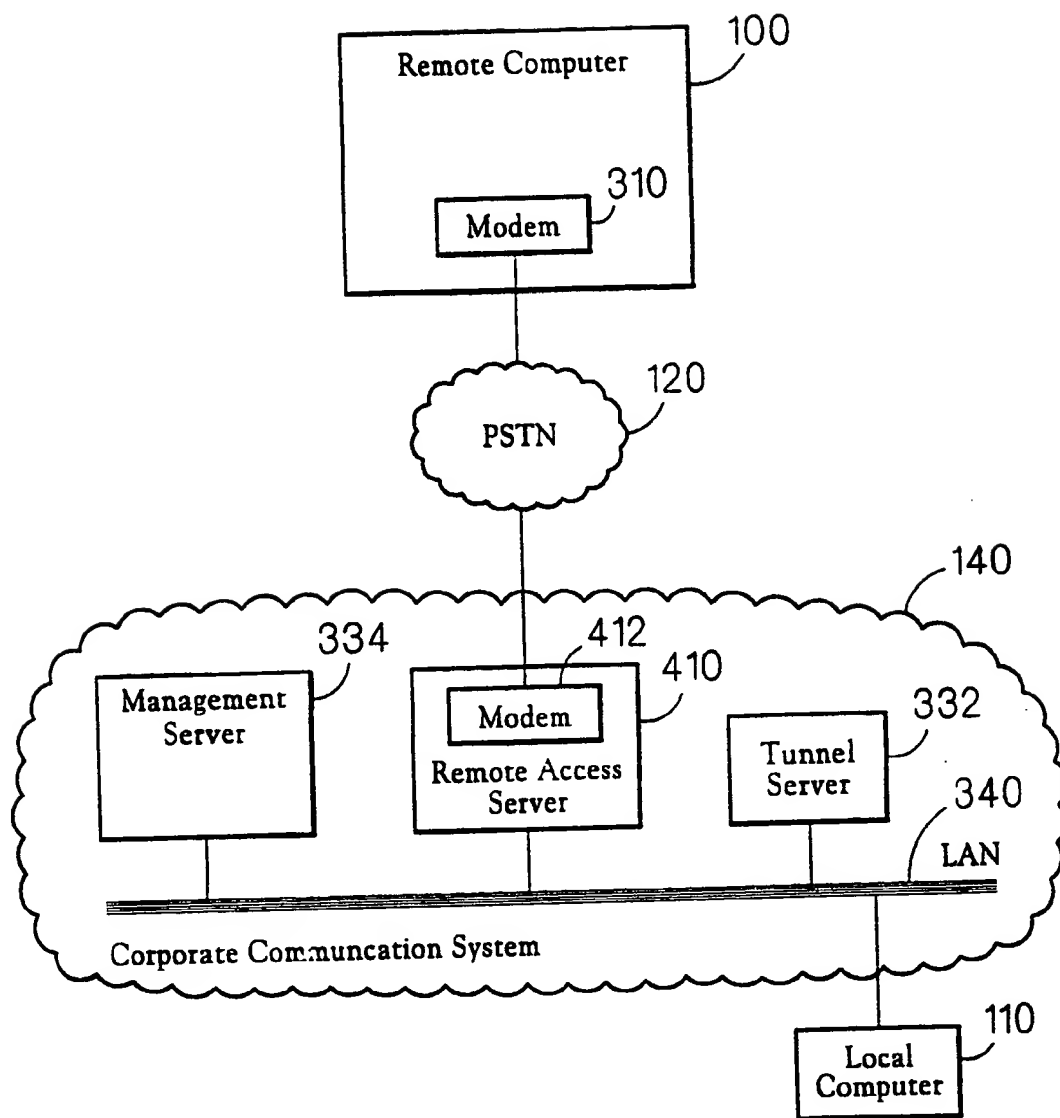 100
Remote Computer
310
Modem
120
PSTN
140
334
412
410
Management
Server
Modem
332
Remote Access
Server
Tunnel
Server
340
LAN
Corporate Communcation System
110
Local
Computer